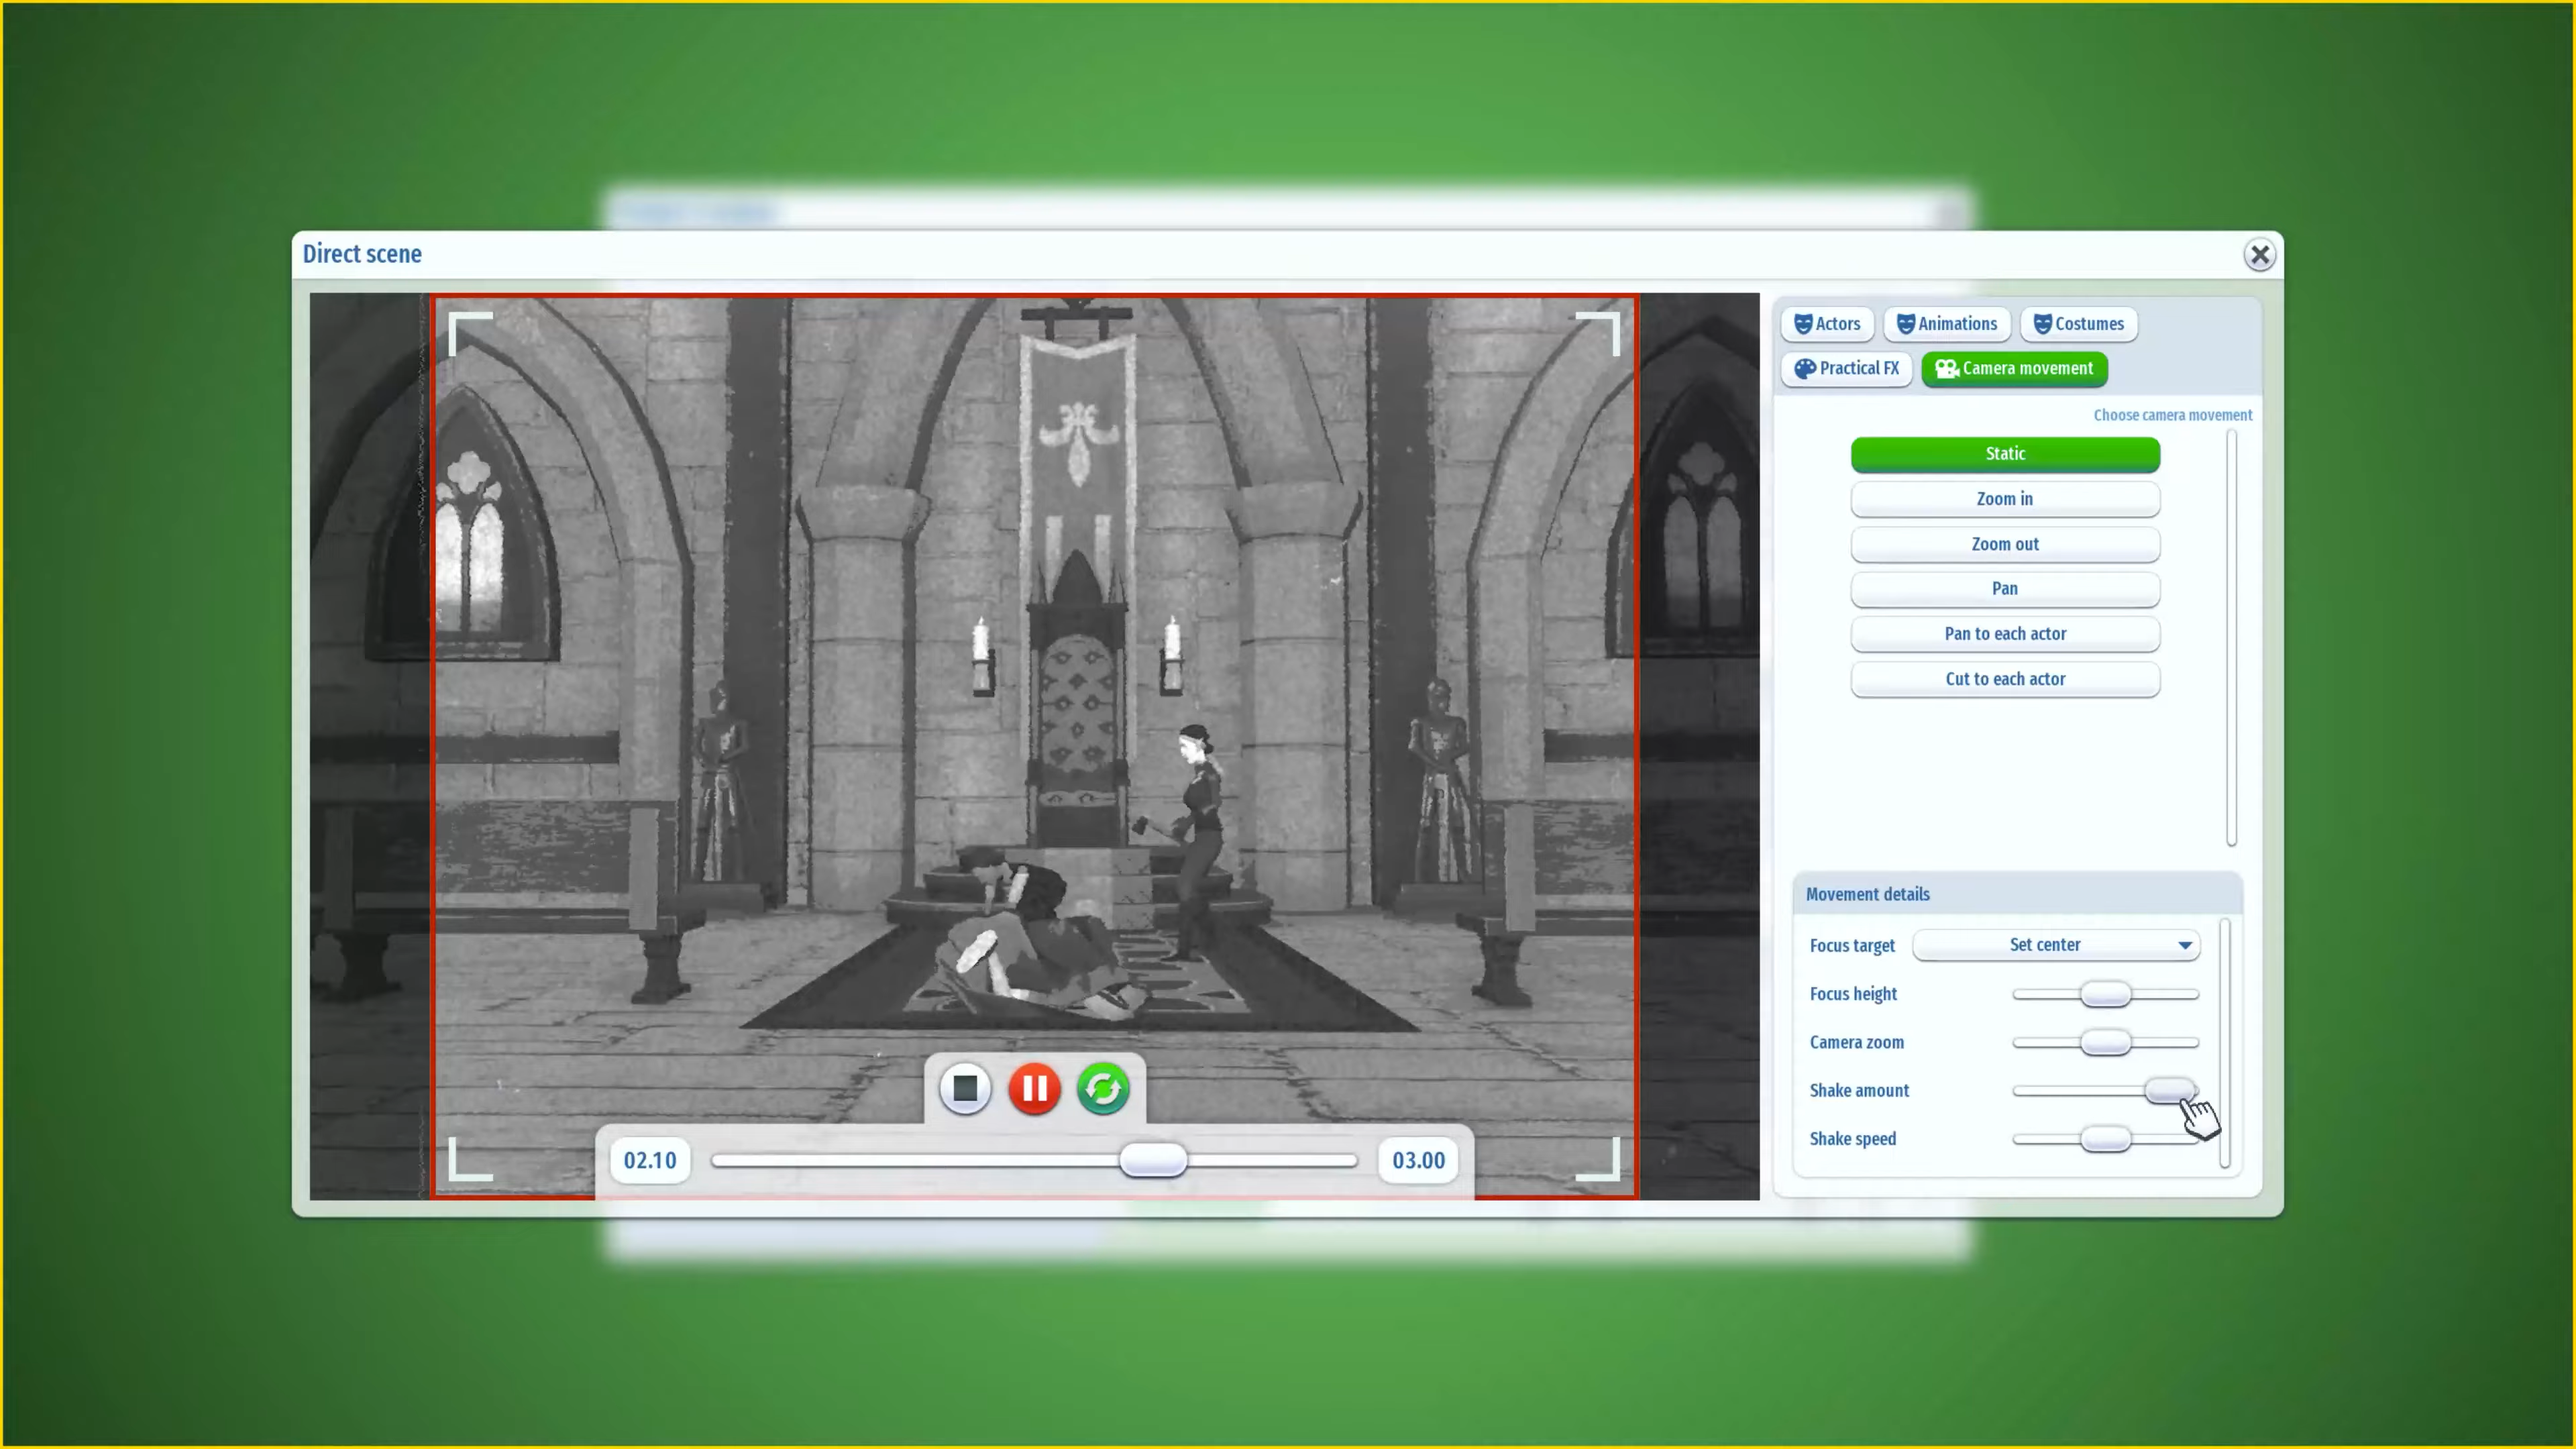 Direct scene
Actors
Animations
Costumes
Practical FX
Camera movement
Choose camera movement
Static
Zoom in
Zoom out
Pan
Pan to each actor
Cut to each actor
Movement details
Focus target
Set center
Focus height
Camera zoom
Shake amount
Shake speed
02.10
03.00